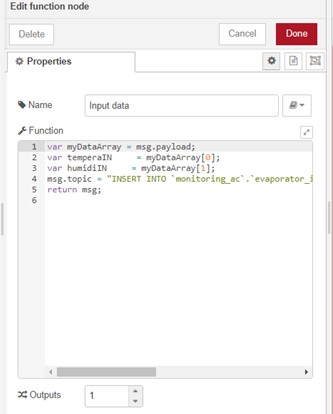 Edit function node
Delete
Cancel
Done
Properties
Name
Input data
Function
1 var myDataArray = msg.payload;
2 var temperaIN = myDataArray[0];
3 var humidiIN = myDataArray[1];
4 msg.topic = "INSERT INTO `monitoring_ac`.`evaporator_i
5 return msg;
6
Outputs
1